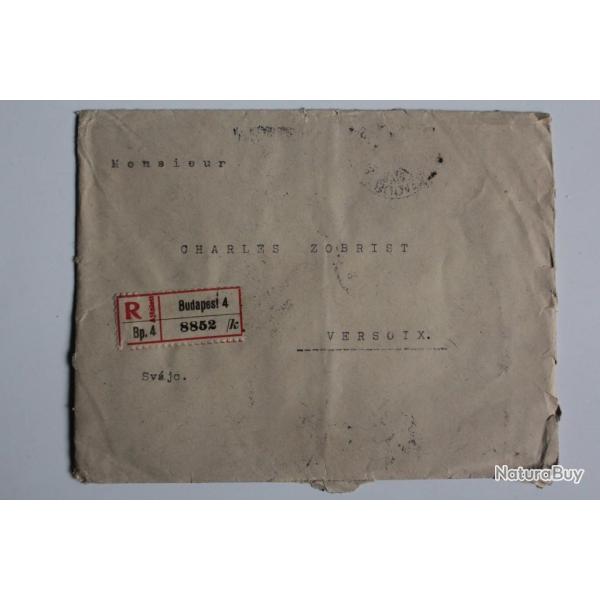 Monsieur
CHARLES ZOBRIST
R Budapest 4
Bp. 4 8852 /k
VERSOIX.
Svájc.
NaturaBuy